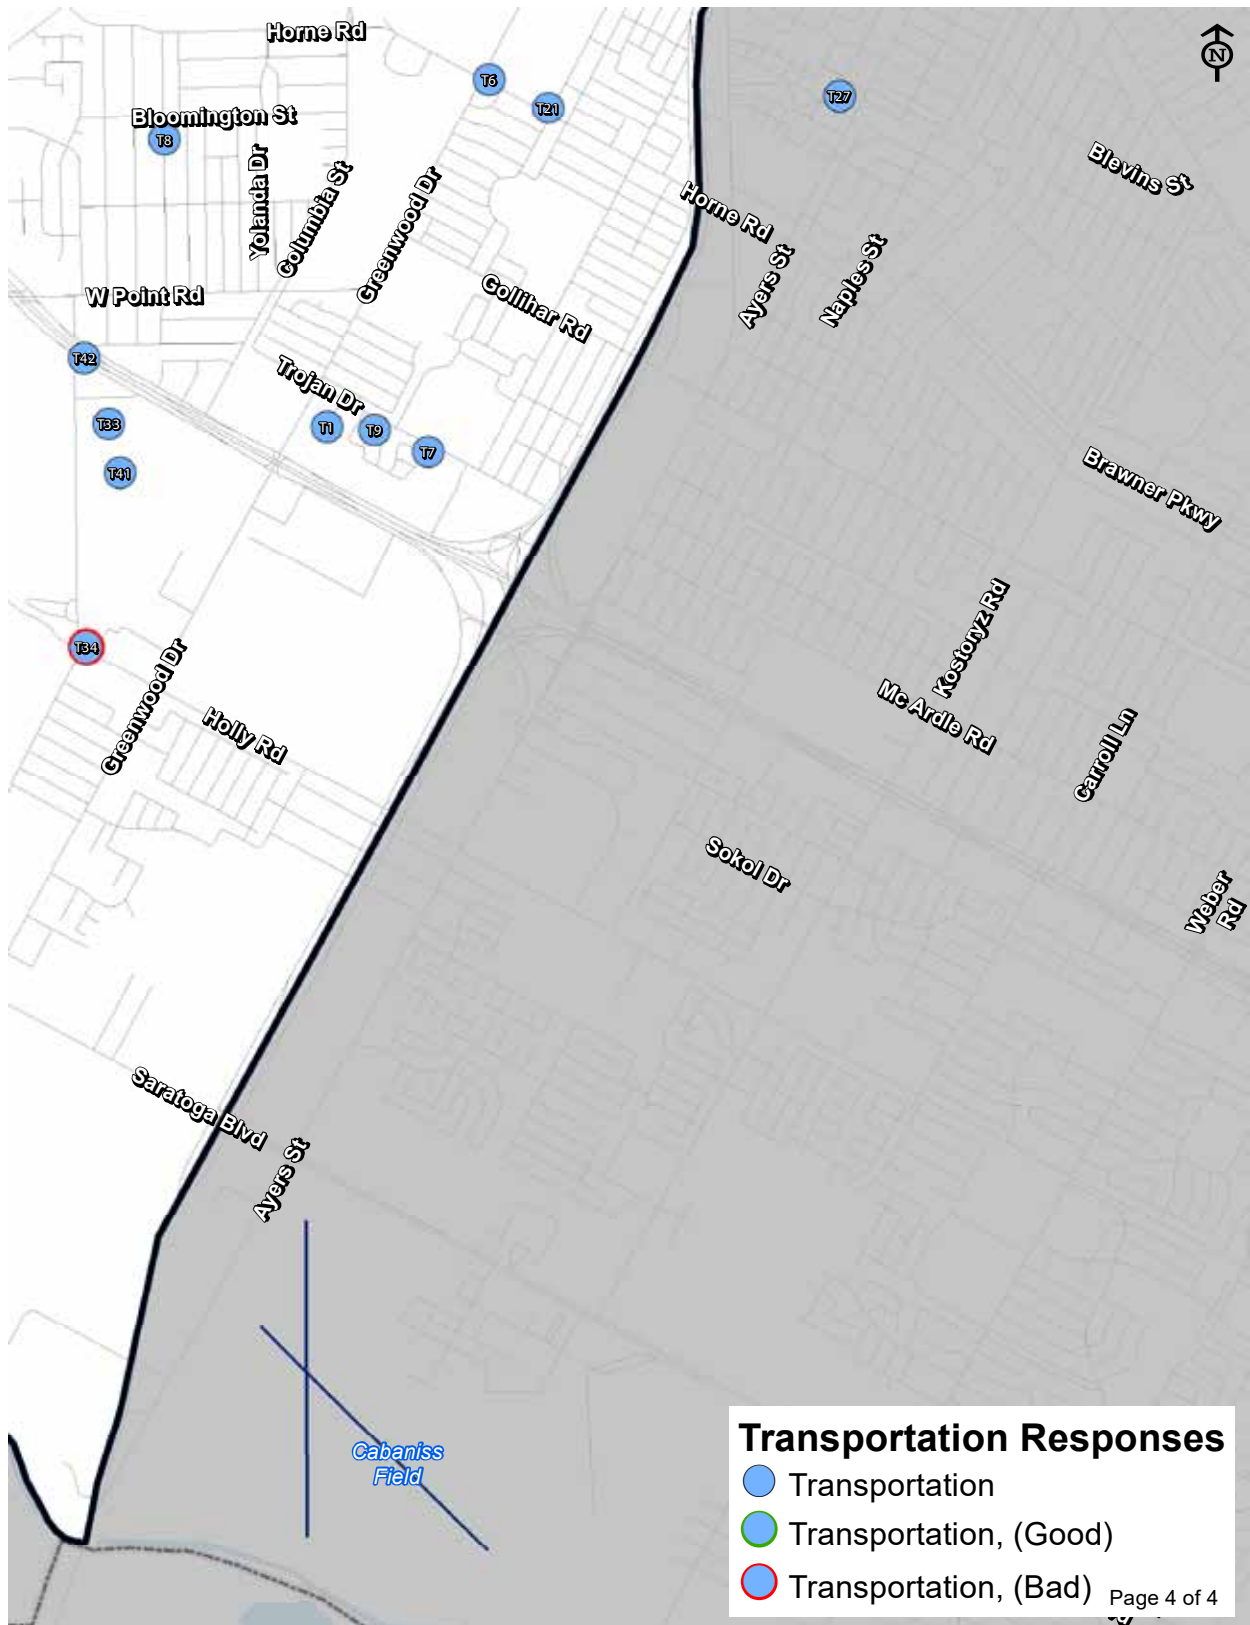 Horne Rd
N
T6
T21
T27
Bloomington St
T8
Yolanda Dr
Columbia St
Greenwood Dr
Blevins St
Horne Rd
Ayers St
Naples St
W Point Rd
Gollihar Rd
T42
Trojan Dr
T33
T1
T9
T7
T41
Brawner Pkwy
Kostoryz Rd
T34
Greenwood Dr
Holly Rd
Mc Ardle Rd
Carroll Ln
Sokol Dr
Weber
Rd
Saratoga Blvd
Ayers St
Cabaniss
Field
Transportation Responses
Transportation
Transportation, (Good)
Transportation, (Bad)
Page 4 of 4